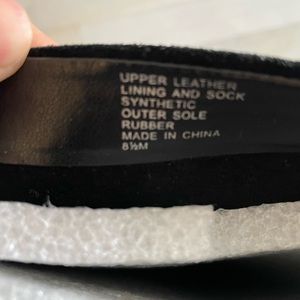 UPPER LEATHER
LINING AND SOCK
SYNTHETIC
OUTER SOLE
RUBBER
MADE IN CHINA
8½M